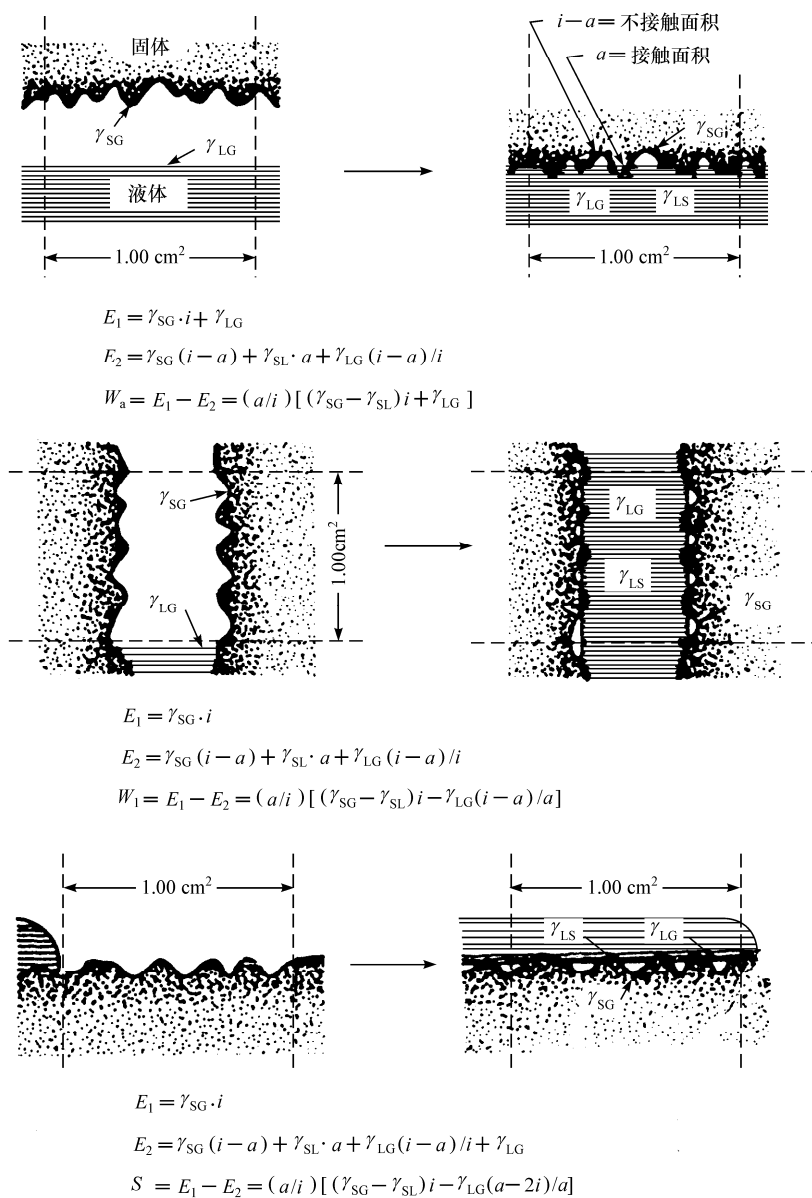 固体
γSG
γLG
液体
1.00 cm²
i−a=不接触面积
a=接触面积
γSG
γLG
γLS
1.00 cm²
E₁=γSG·i+γLG
E₂=γSG(i−a)+γSL·a+γLG(i−a)/i
Wa=E₁−E₂=(a/i)[(γSG−γSL)i+γLG]
γSG
γLG
1.00cm²
γLG
γLS
γSG
E₁=γSG·i
E₂=γSG(i−a)+γSL·a+γLG(i−a)/i
W₁=E₁−E₂=(a/i)[(γSG−γSL)i−γLG(i−a)/a]
1.00 cm²
1.00 cm²
γLS
γLG
γSG
E₁=γSG·i
E₂=γSG(i−a)+γSL·a+γLG(i−a)/i+γLG
S =E₁−E₂=(a/i)[(γSG−γSL)i−γLG(a−2i)/a]